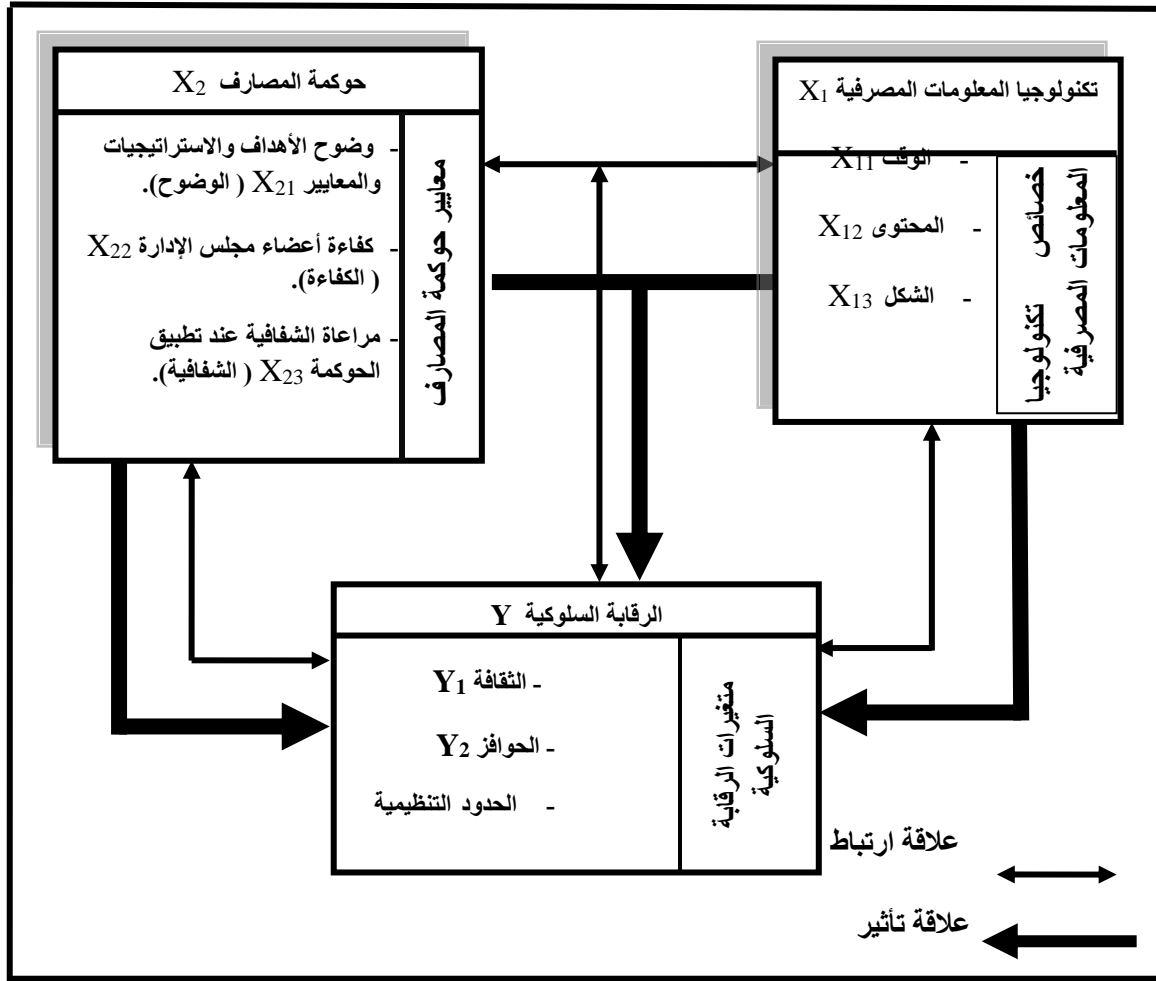 تكنولوجيا المعلومات المصرفية X1
خصائص تكنولوجيا
المعلومات المصرفية
- الوقت X11
- المحتوى X12
- الشكل X13
حوكمة المصارف X2
معايير حوكمة المصارف
- وضوح الأهداف والاستراتيجيات
والمعايير X21 ( الوضوح).
- كفاءة أعضاء مجلس الإدارة X22
( الكفاءة).
- مراعاة الشفافية عند تطبيق
الحوكمة X23 ( الشفافية).
الرقابة السلوكية Y
متغيرات الرقابة
السلوكية
- الثقافة Y1
- الحوافز Y2
- الحدود التنظيمية
علاقة ارتباط
علاقة تأثير